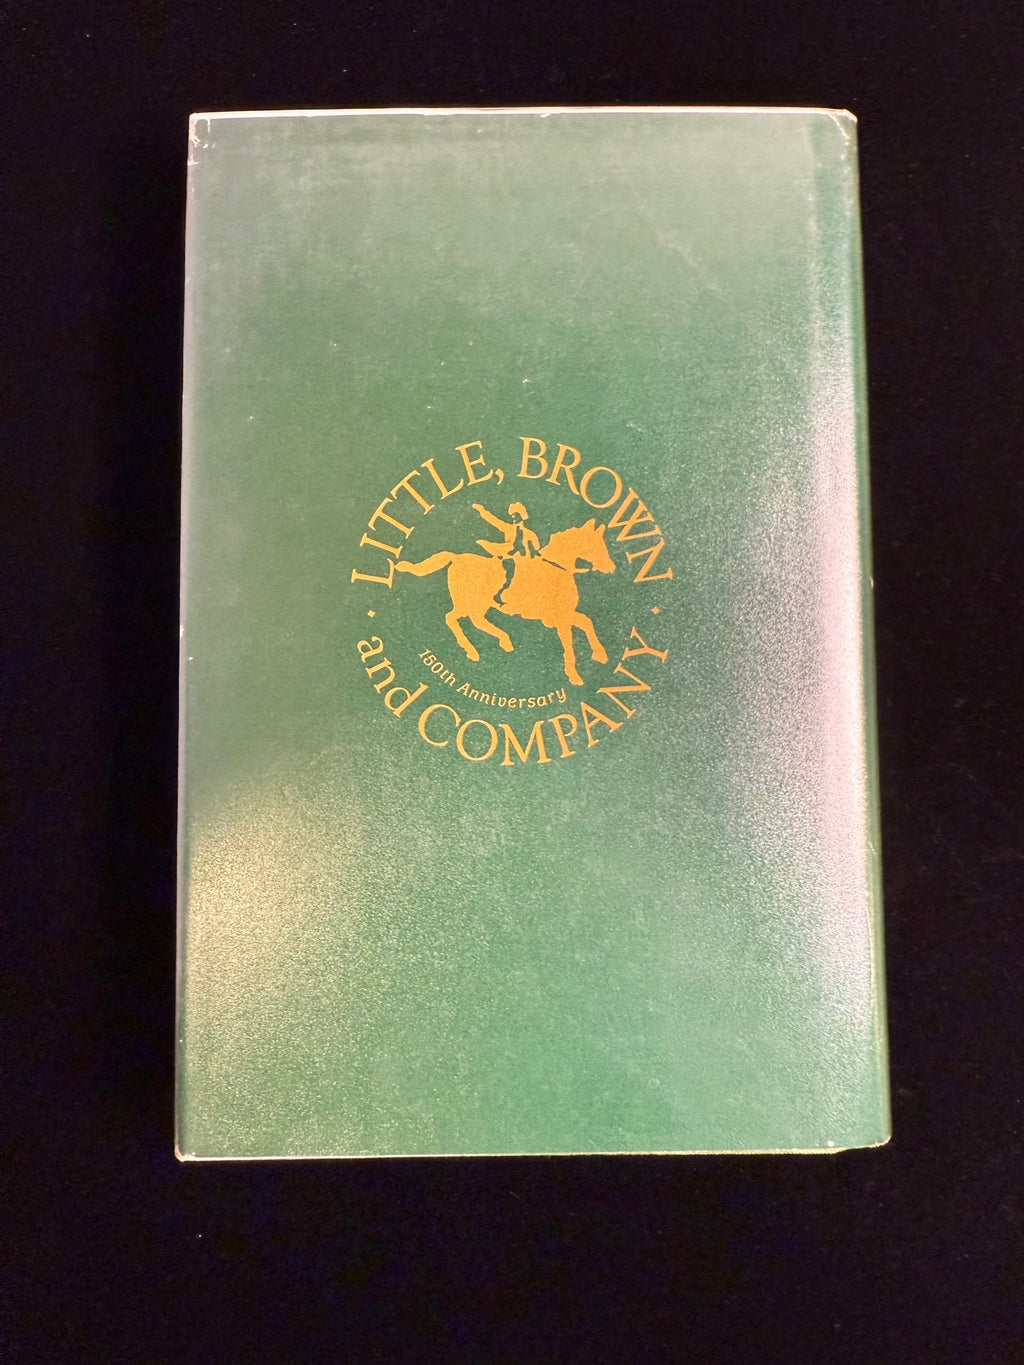 LITTLE, BROWN
150th Anniversary
and COMPANY